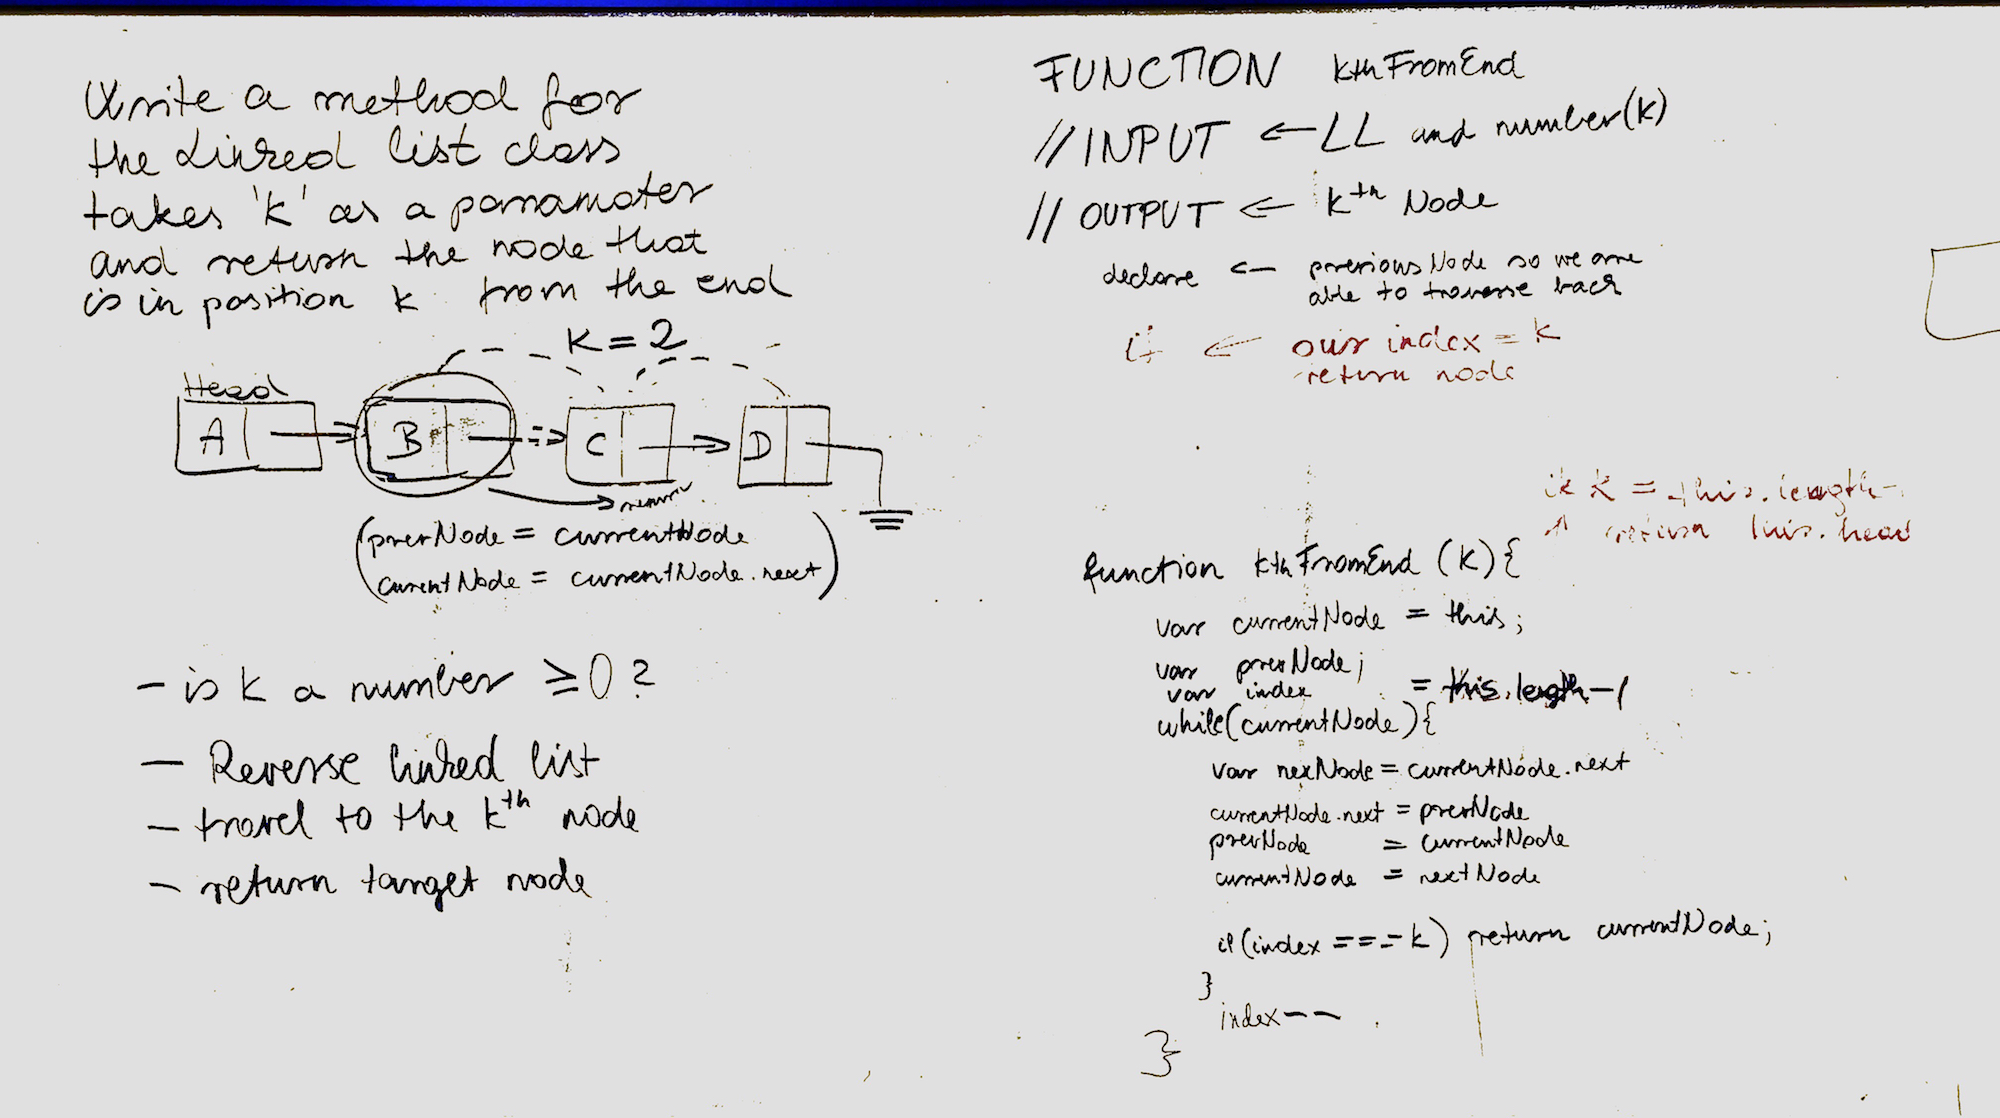 Write a method for
the Linked list class
takes 'k' as a paramater
and return the node that
is in position k from the end
K = 2
Head
A B C D
return
(prevNode = currentNode
currentNode = currentNode.next)
- is k a number ≥ 0 ?
- Reverse linked list
- travel to the kth node
- return target node
FUNCTION kthFromEnd
// INPUT ← LL and number(k)
// OUTPUT ← kth Node
declare ← previousNode so we are
able to traverse back
if ← our index = k
return node
if k = this.length-1
return this.head
function kthFromEnd (k){
var currentNode = this;
var prevNode;
var index = this.length-1
while(currentNode){
var nexNode = currentNode.next
currentNode.next = prevNode
prevNode = currentNode
currentNode = nextNode
if(index === k) return currentNode;
}
index--
}